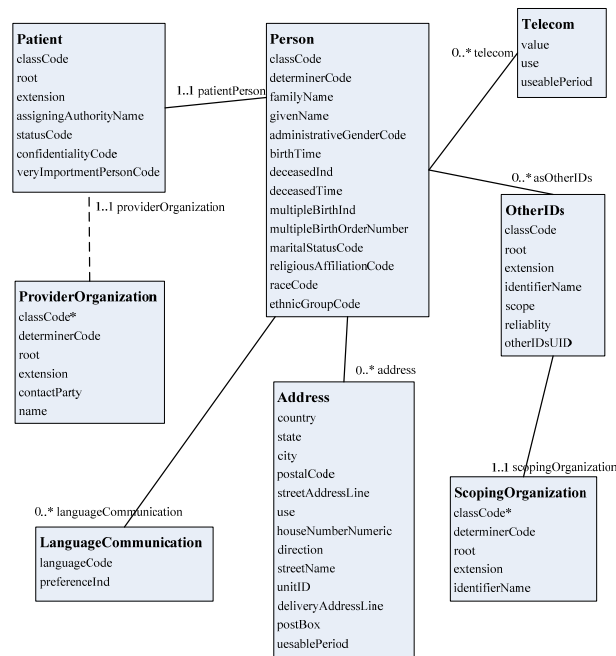 Patient
classCode
root
extension
assigningAuthorityName
statusCode
confidentialityCode
veryImportmentPersonCode
1..1 patientPerson
Person
classCode
determinerCode
familyName
givenName
administrativeGenderCode
birthTime
deceasedInd
deceasedTime
multipleBirthInd
multipleBirthOrderNumber
maritalStatusCode
religiousAffiliationCode
raceCode
ethnicGroupCode
0..* telecom
Telecom
value
use
useablePeriod
0..* asOtherIDs
OtherIDs
classCode
root
extension
identifierName
scope
reliablity
otherIDsUID
1..1 providerOrganization
ProviderOrganization
classCode*
determinerCode
root
extension
contactParty
name
0..* address
Address
country
state
city
postalCode
streetAddressLine
use
houseNumberNumeric
direction
streetName
unitID
deliveryAddressLine
postBox
uesablePeriod
1..1 scopingOrganization
ScopingOrganization
classCode*
determinerCode
root
extension
identifierName
0..* languageCommunication
LanguageCommunication
languageCode
preferenceInd